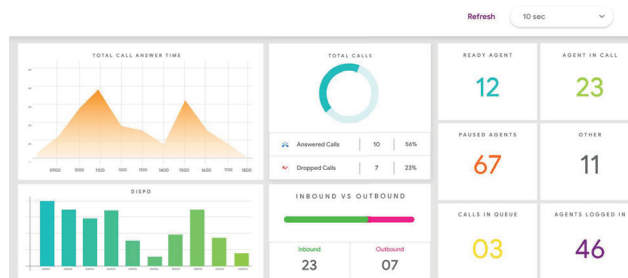 Refresh 10 sec
TOTAL CALL ANSWER TIME
0900 1000 1100 1200 1300 1400 1500 1600 1700 1800
TOTAL CALLS
Answered Calls 10 56%
Dropped Calls 7 23%
READY AGENT
12
AGENT IN CALL
23
PAUSED AGENTS
67
OTHER
11
DISPO
INBOUND VS OUTBOUND
Inbound Outbound
23 07
CALLS IN QUEUE
03
AGENTS LOGGED IN
46